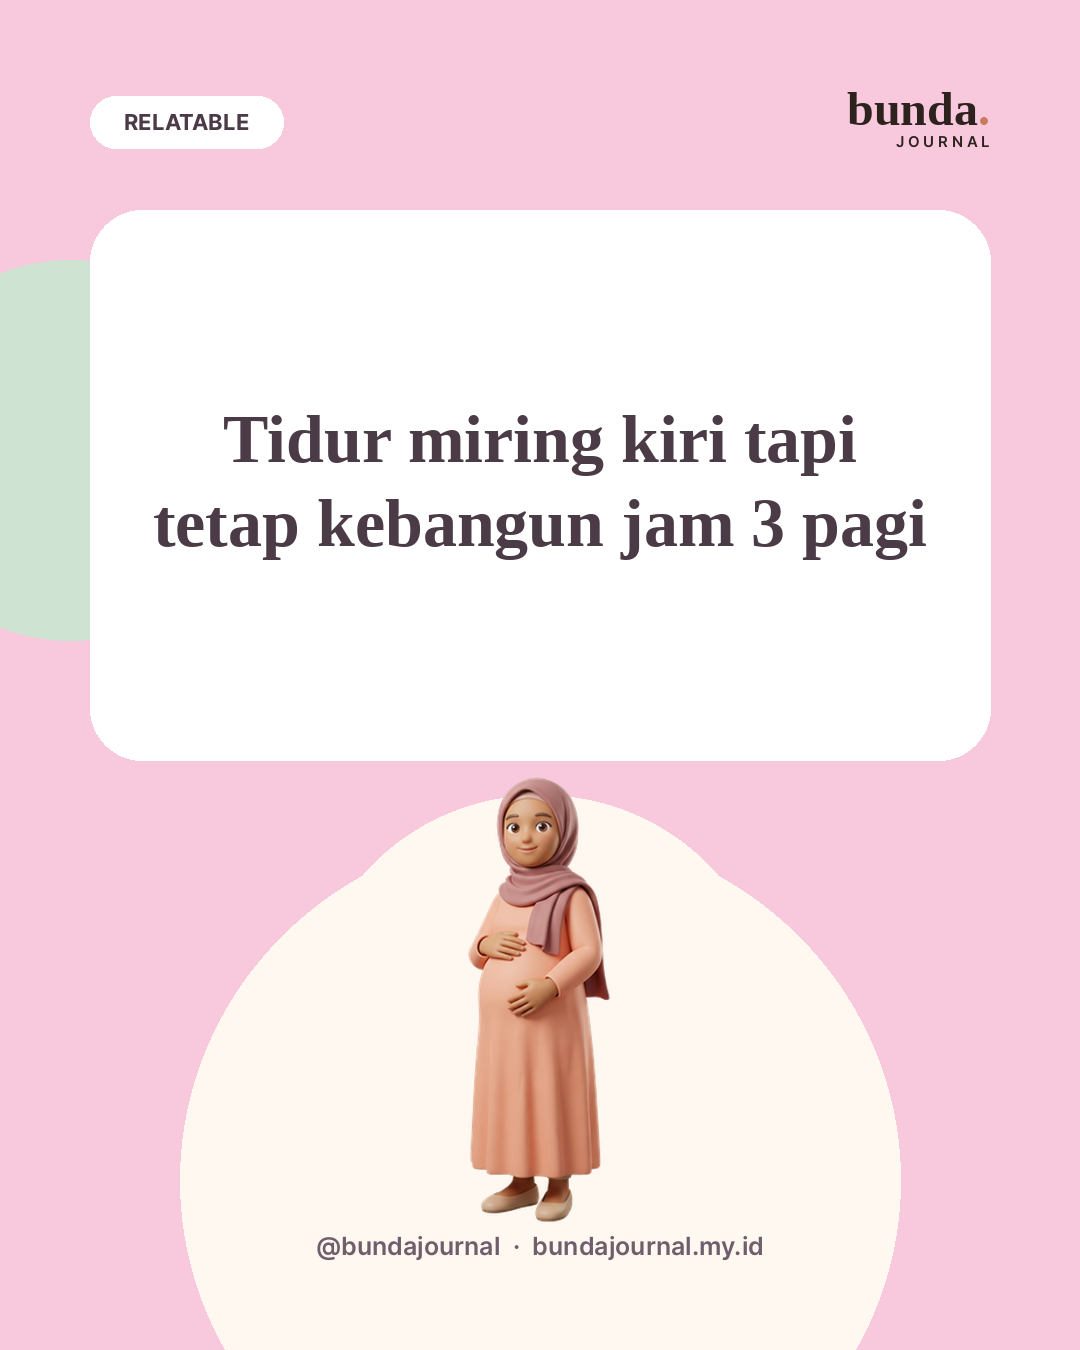 RELATABLE
bunda.
JOURNAL
Tidur miring kiri tapi
tetap kebangun jam 3 pagi
@bundajournal · bundajournal.my.id